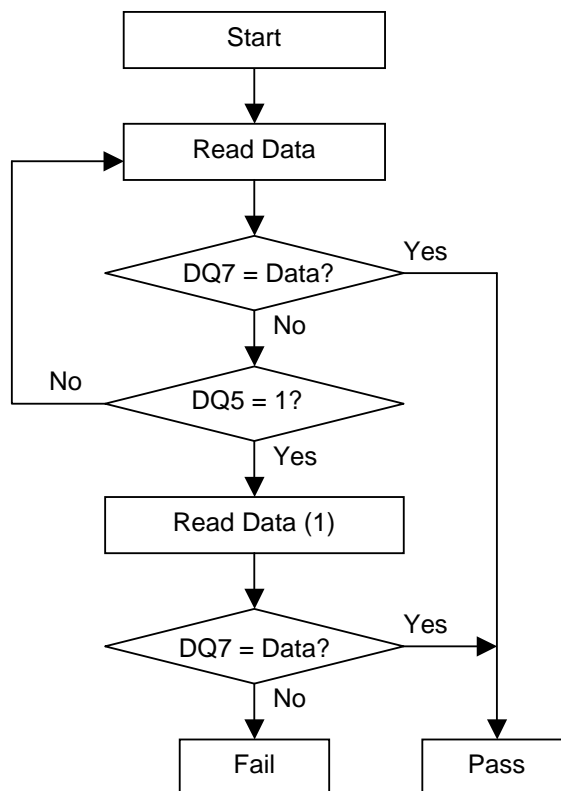 Start
Read Data
DQ7 = Data?
Yes
No
DQ5 = 1?
No
Yes
Read Data (1)
DQ7 = Data?
Yes
No
Fail
Pass